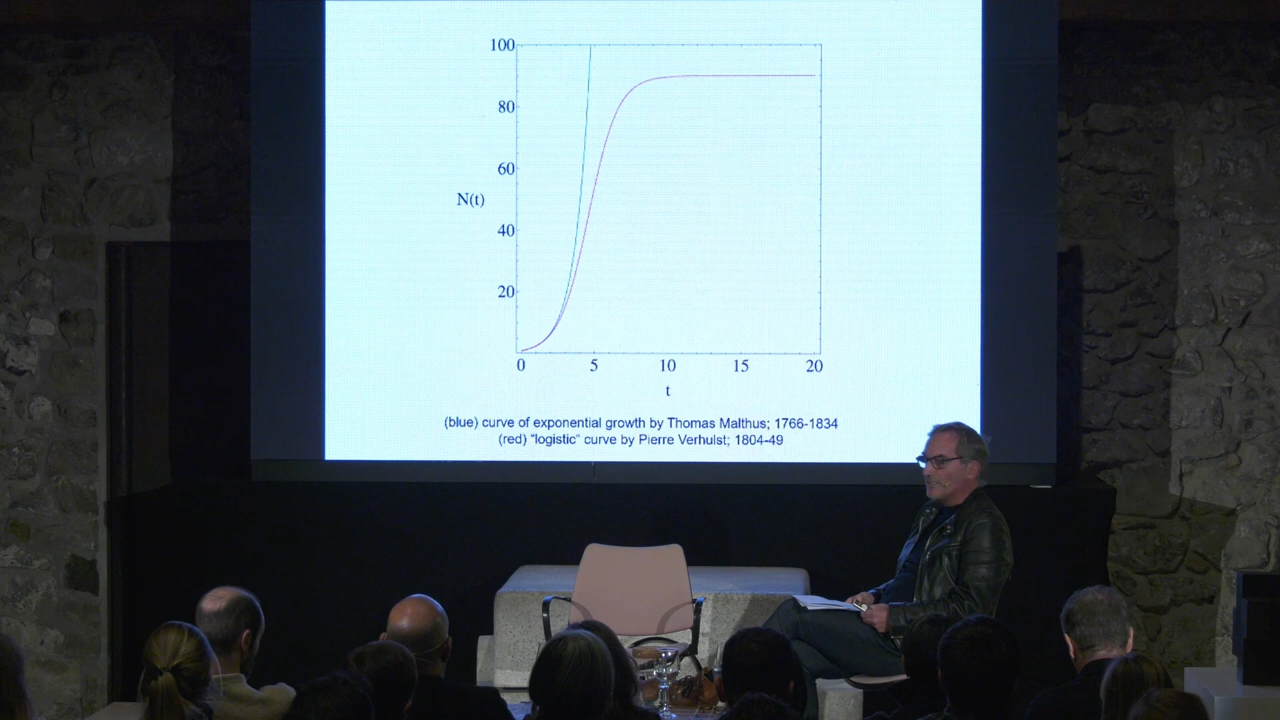 100
80
60
N(t)
40
20
0 5 10 15 20
t
(blue) curve of exponential growth by Thomas Malthus; 1766-1834
(red) "logistic" curve by Pierre Verhulst; 1804-49